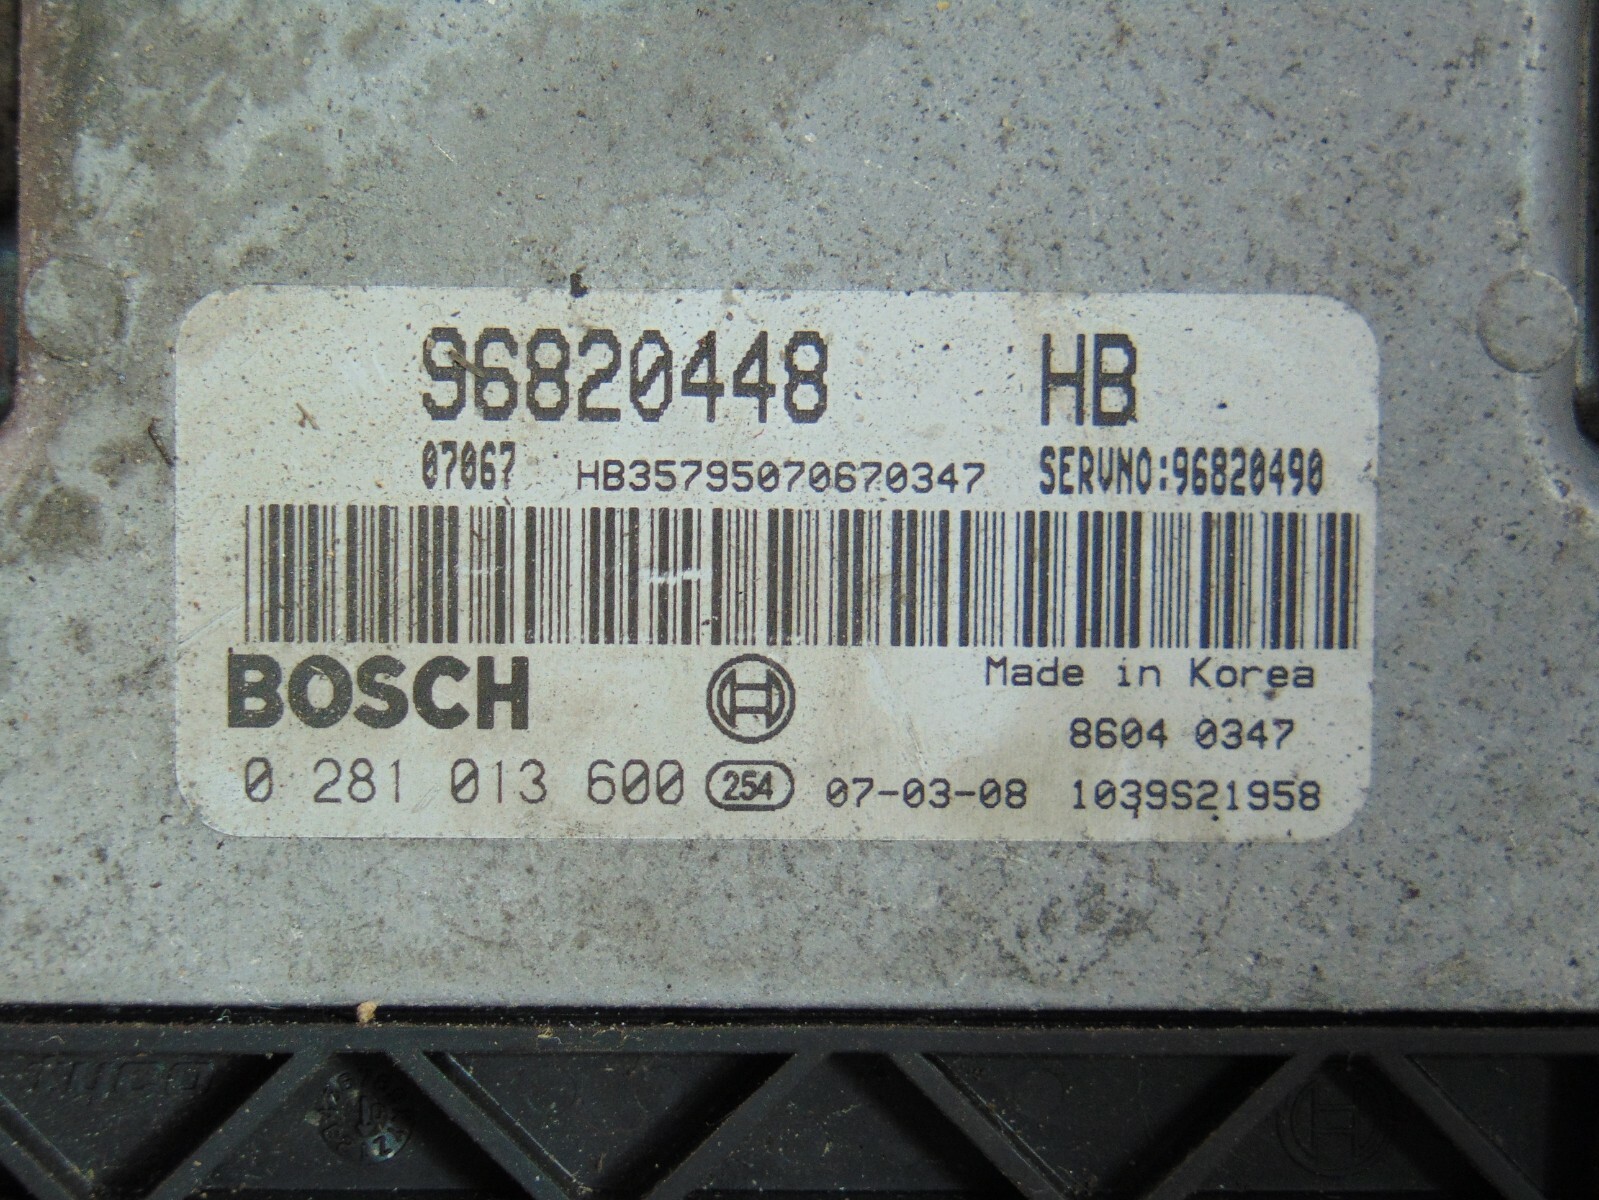 96820448 HB
07067 HB35795070670347 SERVNO:96820490
BOSCH
Made in Korea
8604 0347
0 281 013 600 254 07-03-08 1039S21958
tyco